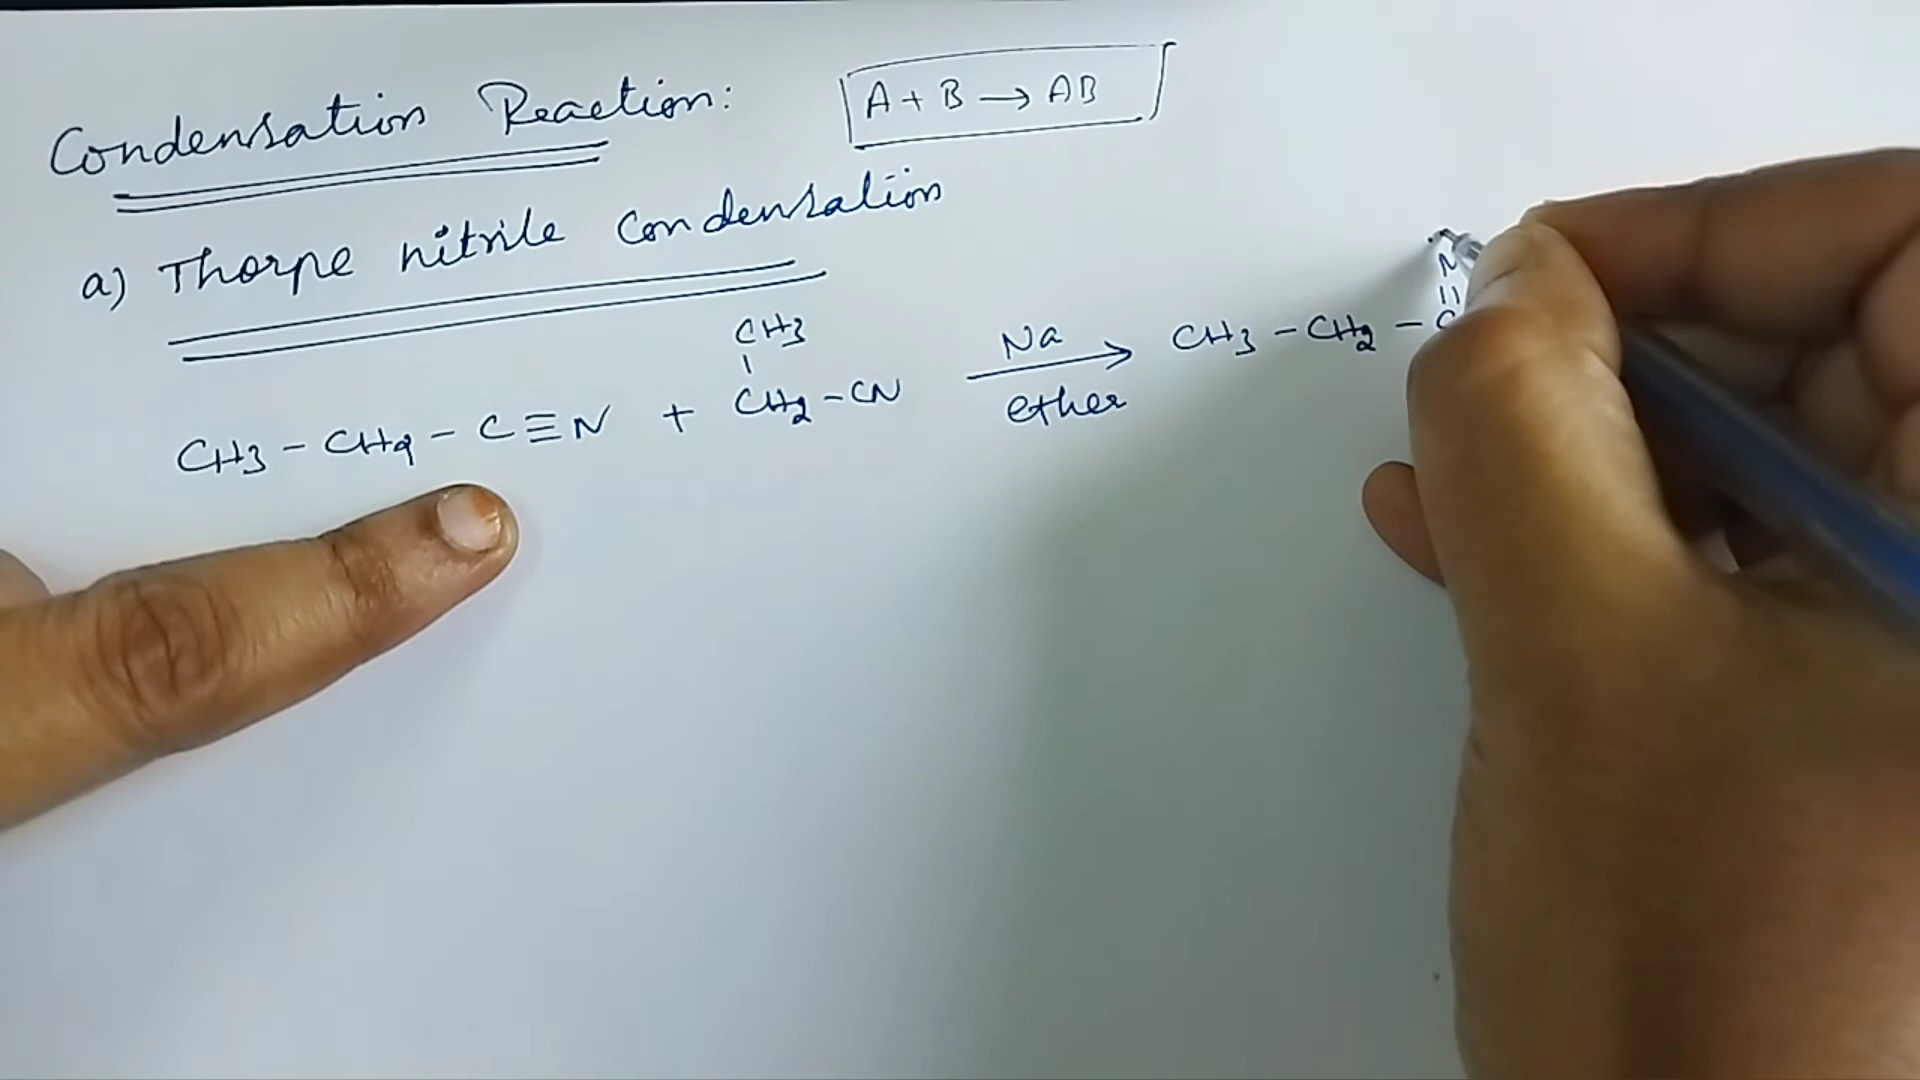 Condensation Reaction: A + B → AB
a) Thorpe nitrile Condensation
CH3
|
CH3 - CH2 - C≡N + CH2 - CN
Na
→
ether
N
||
CH3 - CH2 - C